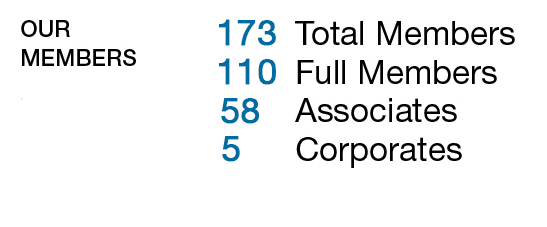 OUR
MEMBERS
173 Total Members
110 Full Members
58 Associates
5 Corporates